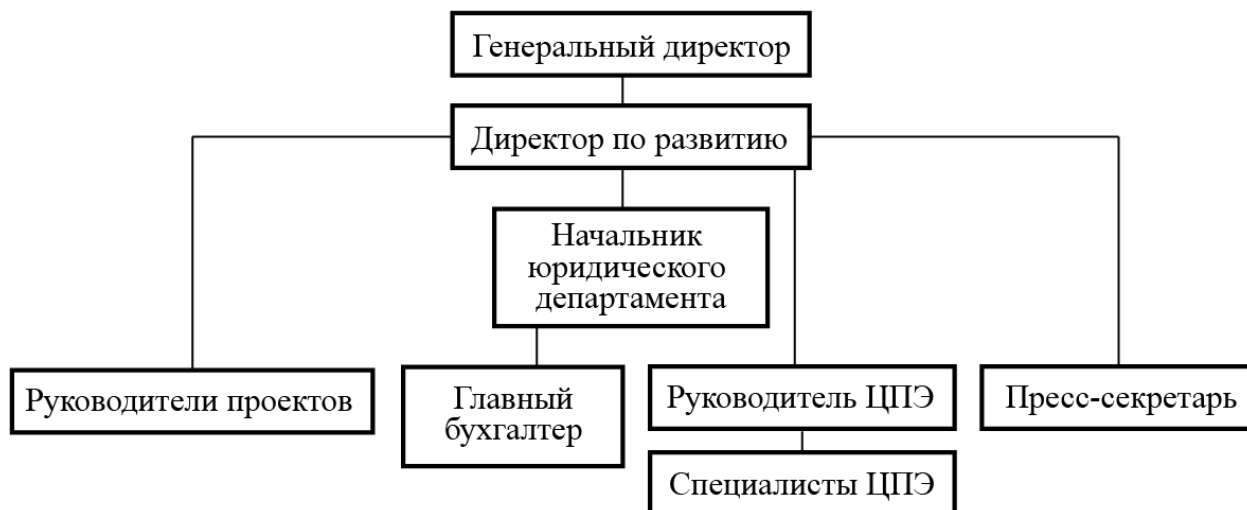 Генеральный директор
Директор по развитию
Начальник
юридического
департамента
Руководители проектов
Главный
бухгалтер
Руководитель ЦПЭ
Пресс-секретарь
Специалисты ЦПЭ